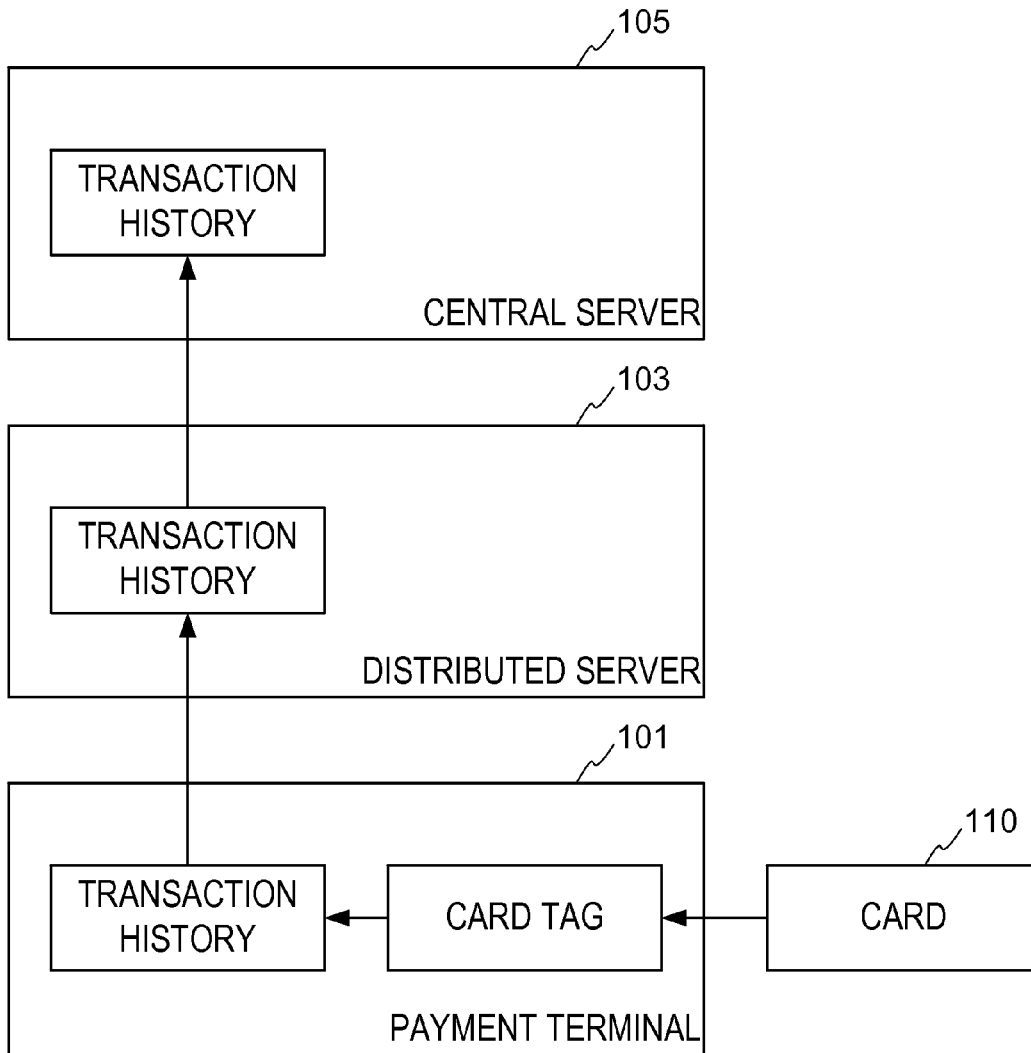 105
TRANSACTION
HISTORY
CENTRAL SERVER
103
TRANSACTION
HISTORY
DISTRIBUTED SERVER
101
110
TRANSACTION
HISTORY
CARD TAG
CARD
PAYMENT TERMINAL